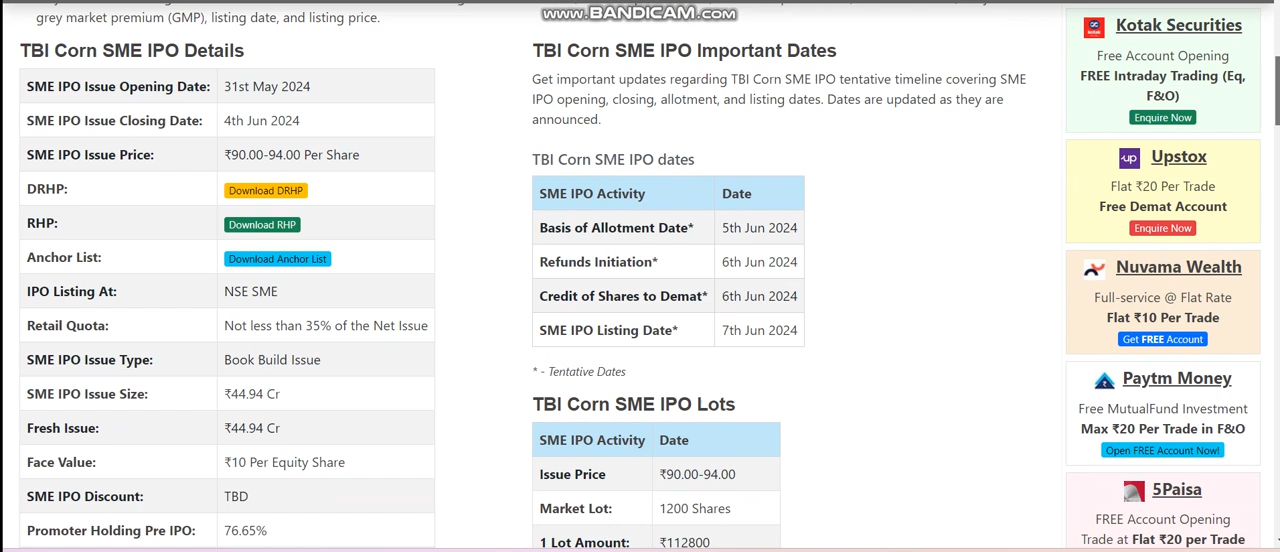 www.BANDICAM.com
grey market premium (GMP), listing date, and listing price.
TBI Corn SME IPO Details
SME IPO Issue Opening Date: 31st May 2024
SME IPO Issue Closing Date: 4th Jun 2024
SME IPO Issue Price: ₹90.00-94.00 Per Share
DRHP: Download DRHP
RHP: Download RHP
Anchor List: Download Anchor List
IPO Listing At: NSE SME
Retail Quota: Not less than 35% of the Net Issue
SME IPO Issue Type: Book Build Issue
SME IPO Issue Size: ₹44.94 Cr
Fresh Issue: ₹44.94 Cr
Face Value: ₹10 Per Equity Share
SME IPO Discount: TBD
Promoter Holding Pre IPO: 76.65%
TBI Corn SME IPO Important Dates
Get important updates regarding TBI Corn SME IPO tentative timeline covering SME
IPO opening, closing, allotment, and listing dates. Dates are updated as they are
announced.
TBI Corn SME IPO dates
SME IPO Activity Date
Basis of Allotment Date* 5th Jun 2024
Refunds Initiation* 6th Jun 2024
Credit of Shares to Demat* 6th Jun 2024
SME IPO Listing Date* 7th Jun 2024
* - Tentative Dates
TBI Corn SME IPO Lots
SME IPO Activity Date
Issue Price ₹90.00-94.00
Market Lot: 1200 Shares
1 Lot Amount: ₹112800
Kotak Securities
Free Account Opening
FREE Intraday Trading (Eq,
F&O)
Enquire Now
up Upstox
Flat ₹20 Per Trade
Free Demat Account
Enquire Now
Nuvama Wealth
Full-service @ Flat Rate
Flat ₹10 Per Trade
Get FREE Account
Paytm Money
Free MutualFund Investment
Max ₹20 Per Trade in F&O
Open FREE Account Now!
5Paisa
FREE Account Opening
Trade at Flat ₹20 per Trade